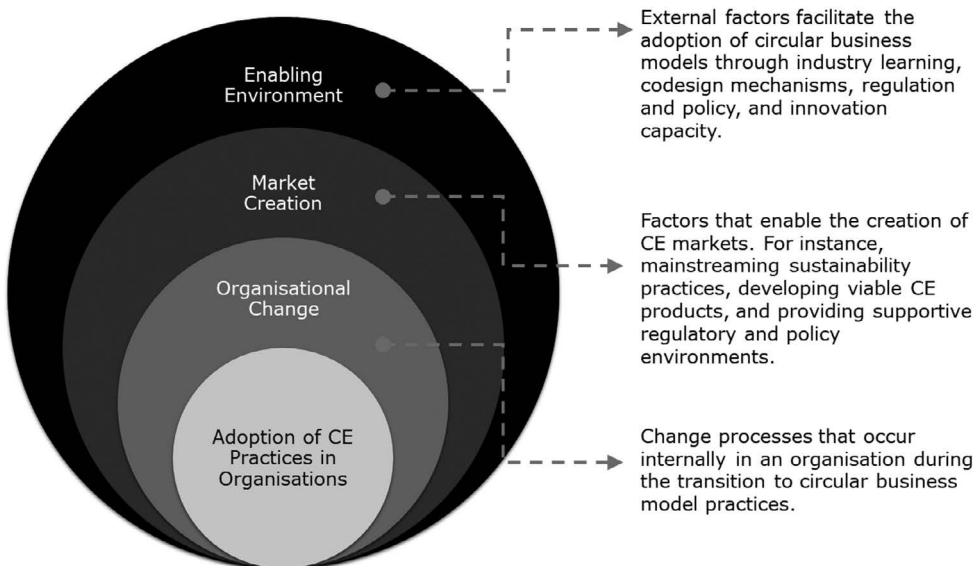 Enabling
Environment
External factors facilitate the
adoption of circular business
models through industry learning,
codesign mechanisms, regulation
and policy, and innovation
capacity.
Market
Creation
Factors that enable the creation of
CE markets. For instance,
mainstreaming sustainability
practices, developing viable CE
products, and providing supportive
regulatory and policy
environments.
Organisational
Change
Change processes that occur
internally in an organisation during
the transition to circular business
model practices.
Adoption of CE
Practices in
Organisations